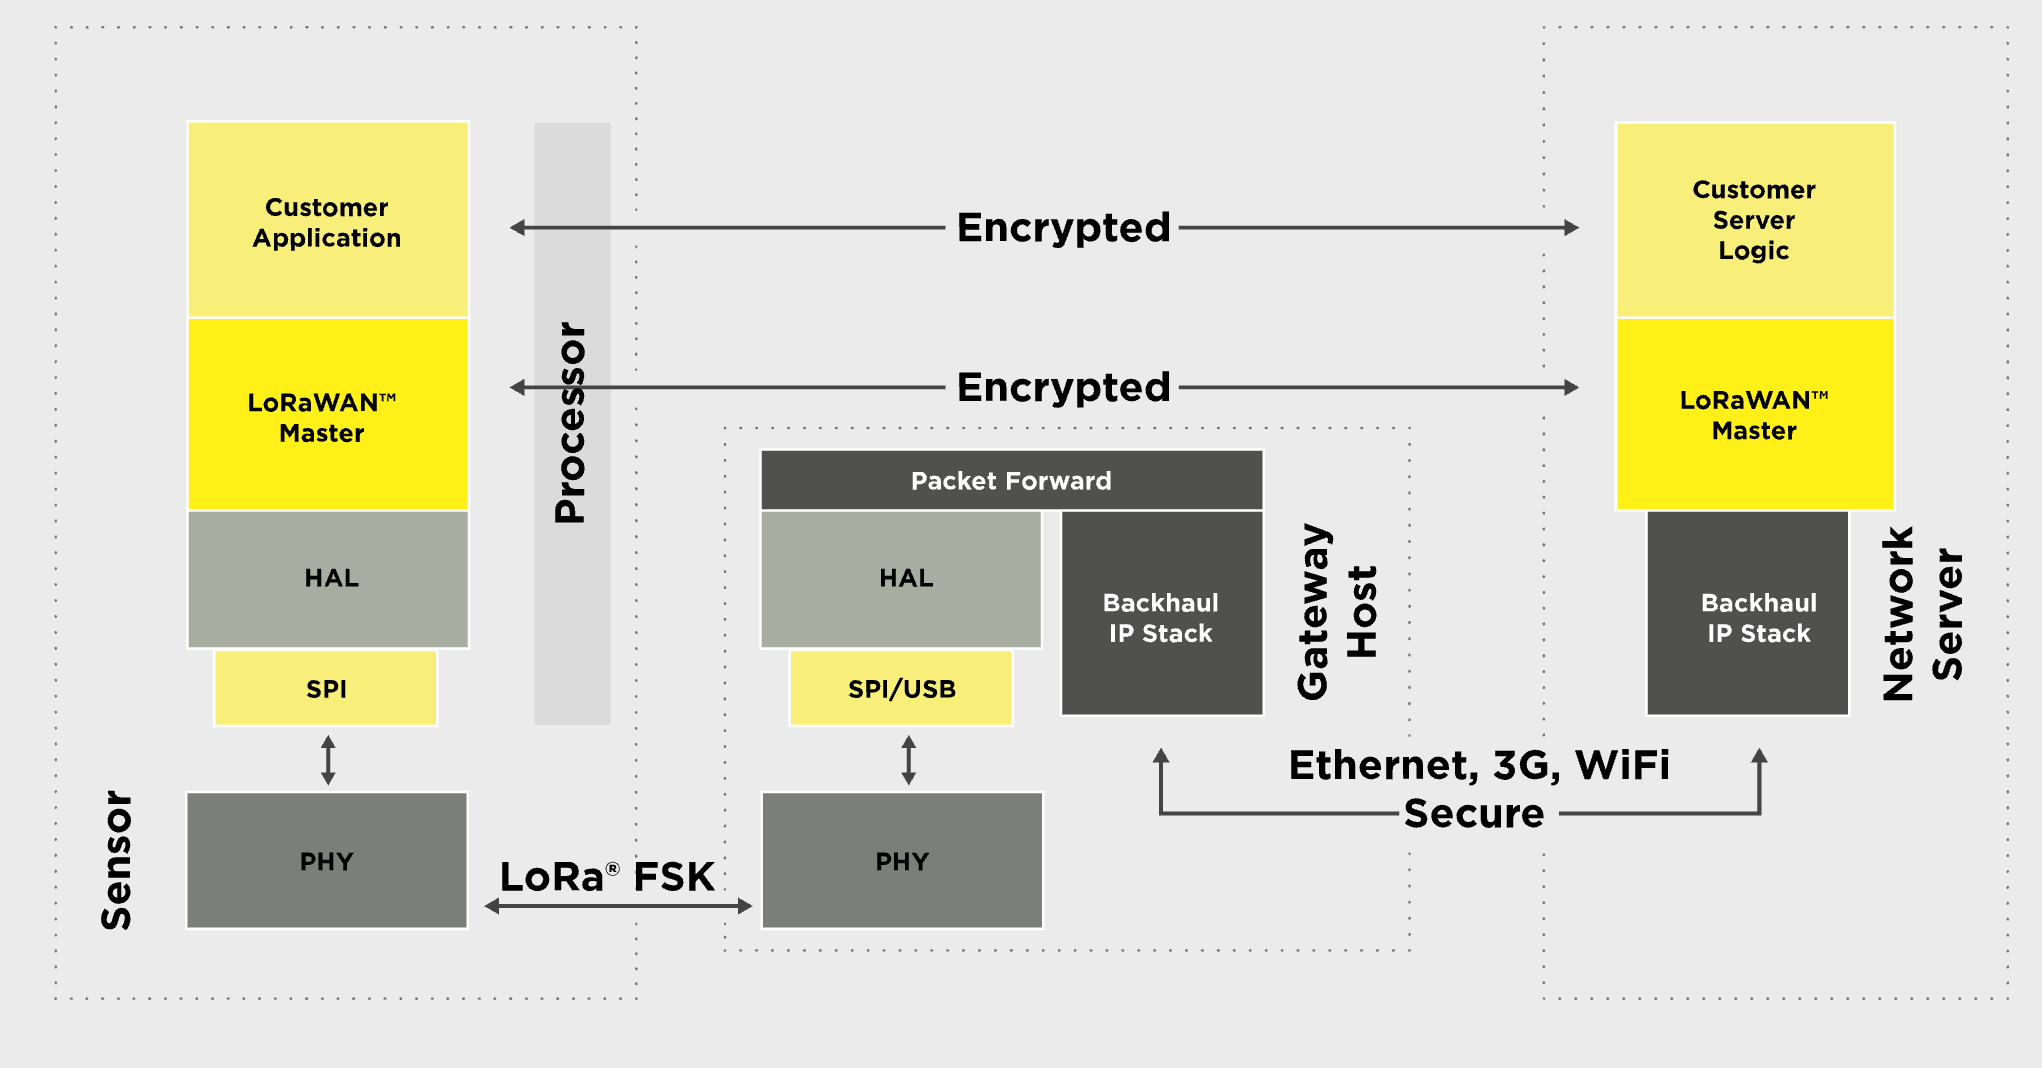 Customer
Application
LoRaWAN™
Master
HAL
SPI
PHY
Sensor
Processor
Encrypted
Encrypted
LoRa® FSK
Packet Forward
HAL
SPI/USB
PHY
Backhaul
IP Stack
Gateway
Host
Ethernet, 3G, WiFi
Secure
Customer
Server
Logic
LoRaWAN™
Master
Backhaul
IP Stack
Network
Server